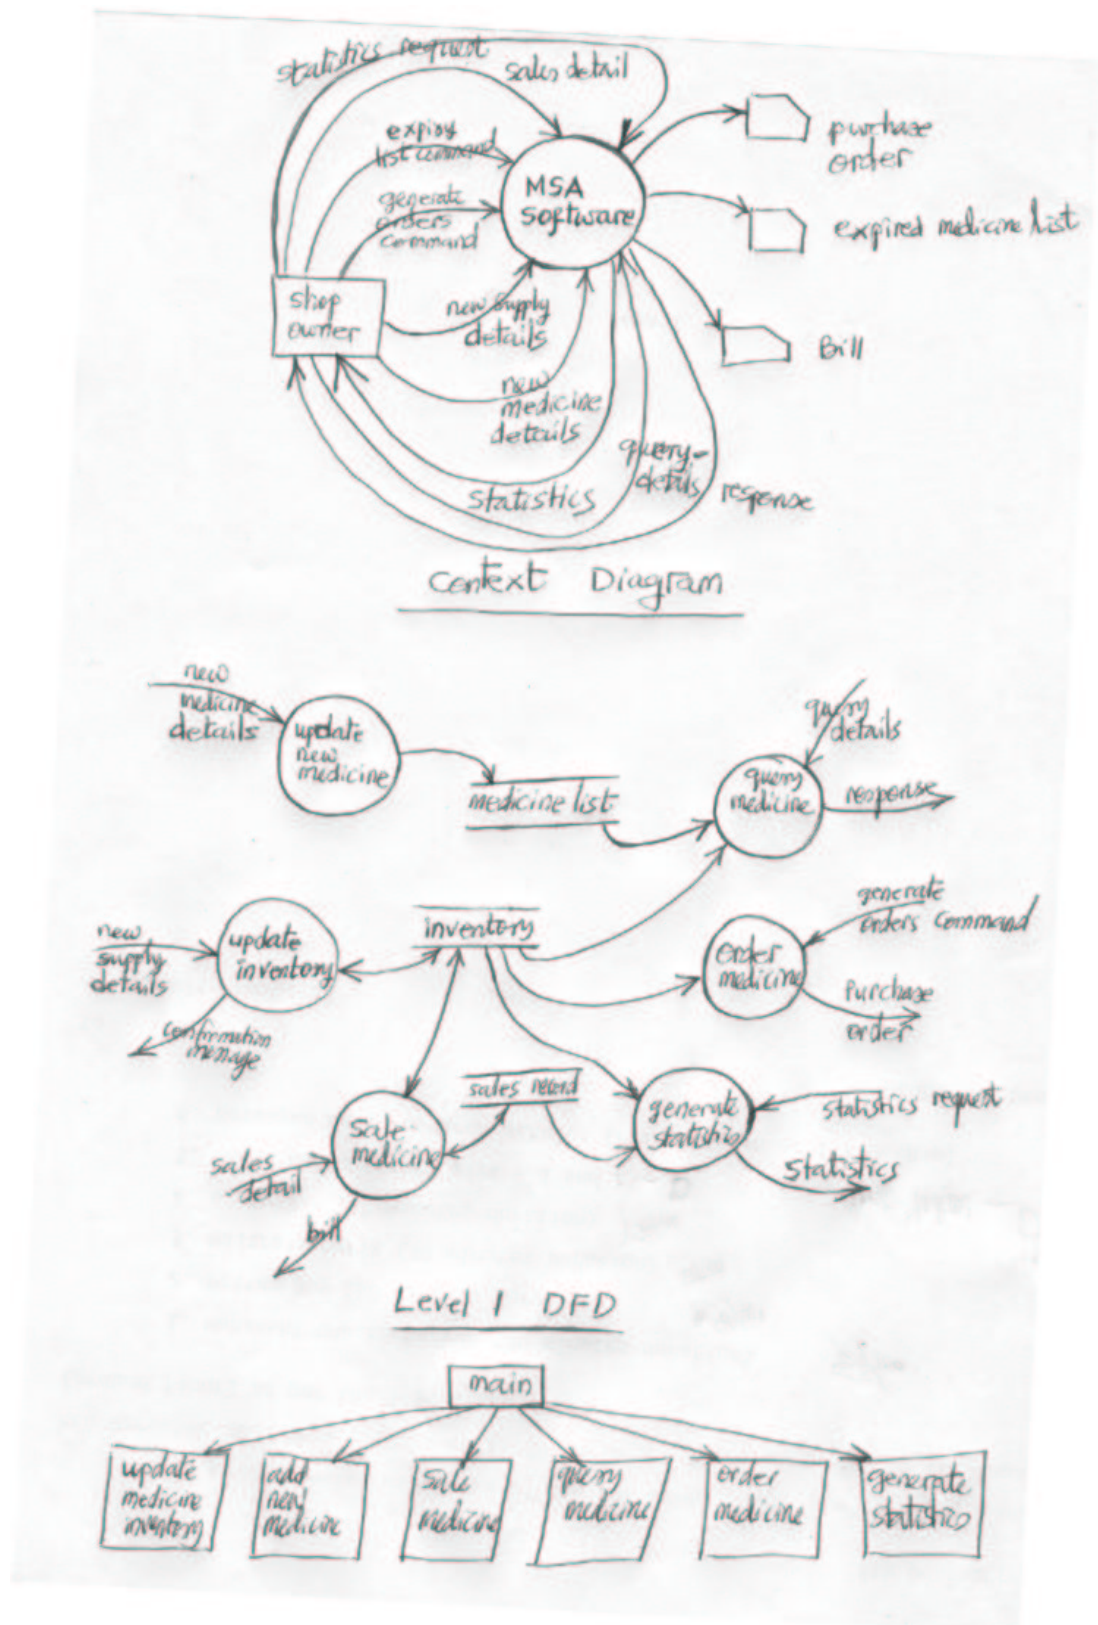 statistics request
sales detail
expiry
list command
generate
orders
command
MSA
software
purchase
order
expired medicine list
Bill
shop
owner
new supply
details
new
medicine
details
query-
details
response
statistics
Context Diagram
new
medicine
details
update
new
medicine
medicine list
query
details
query
medicine
response
generate
orders command
new
supply
details
update
inventory
inventory
order
medicine
purchase
order
confirmation
message
sales record
sale
medicine
generate
statistics
statistics request
statistics
sales
detail
bill
Level 1 DFD
main
update
medicine
inventory
add
new
medicine
sale
medicine
query
medicine
order
medicine
generate
statistics